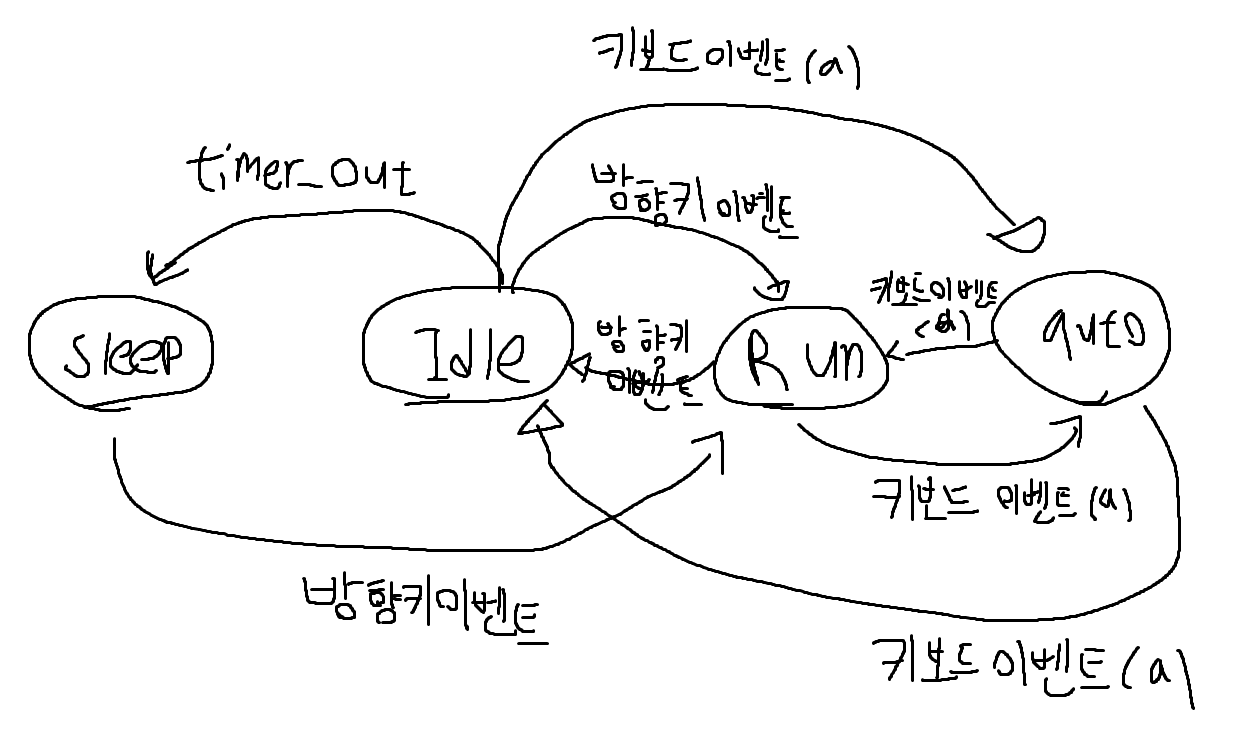 키보드이벤트(a)
timer_out
방향키이벤트
키보드이벤트
(a)
sleep
Idle
방향키
이벤트
Run
auto
키보드 이벤트(a)
방향키이벤트
키보드이벤트(a)